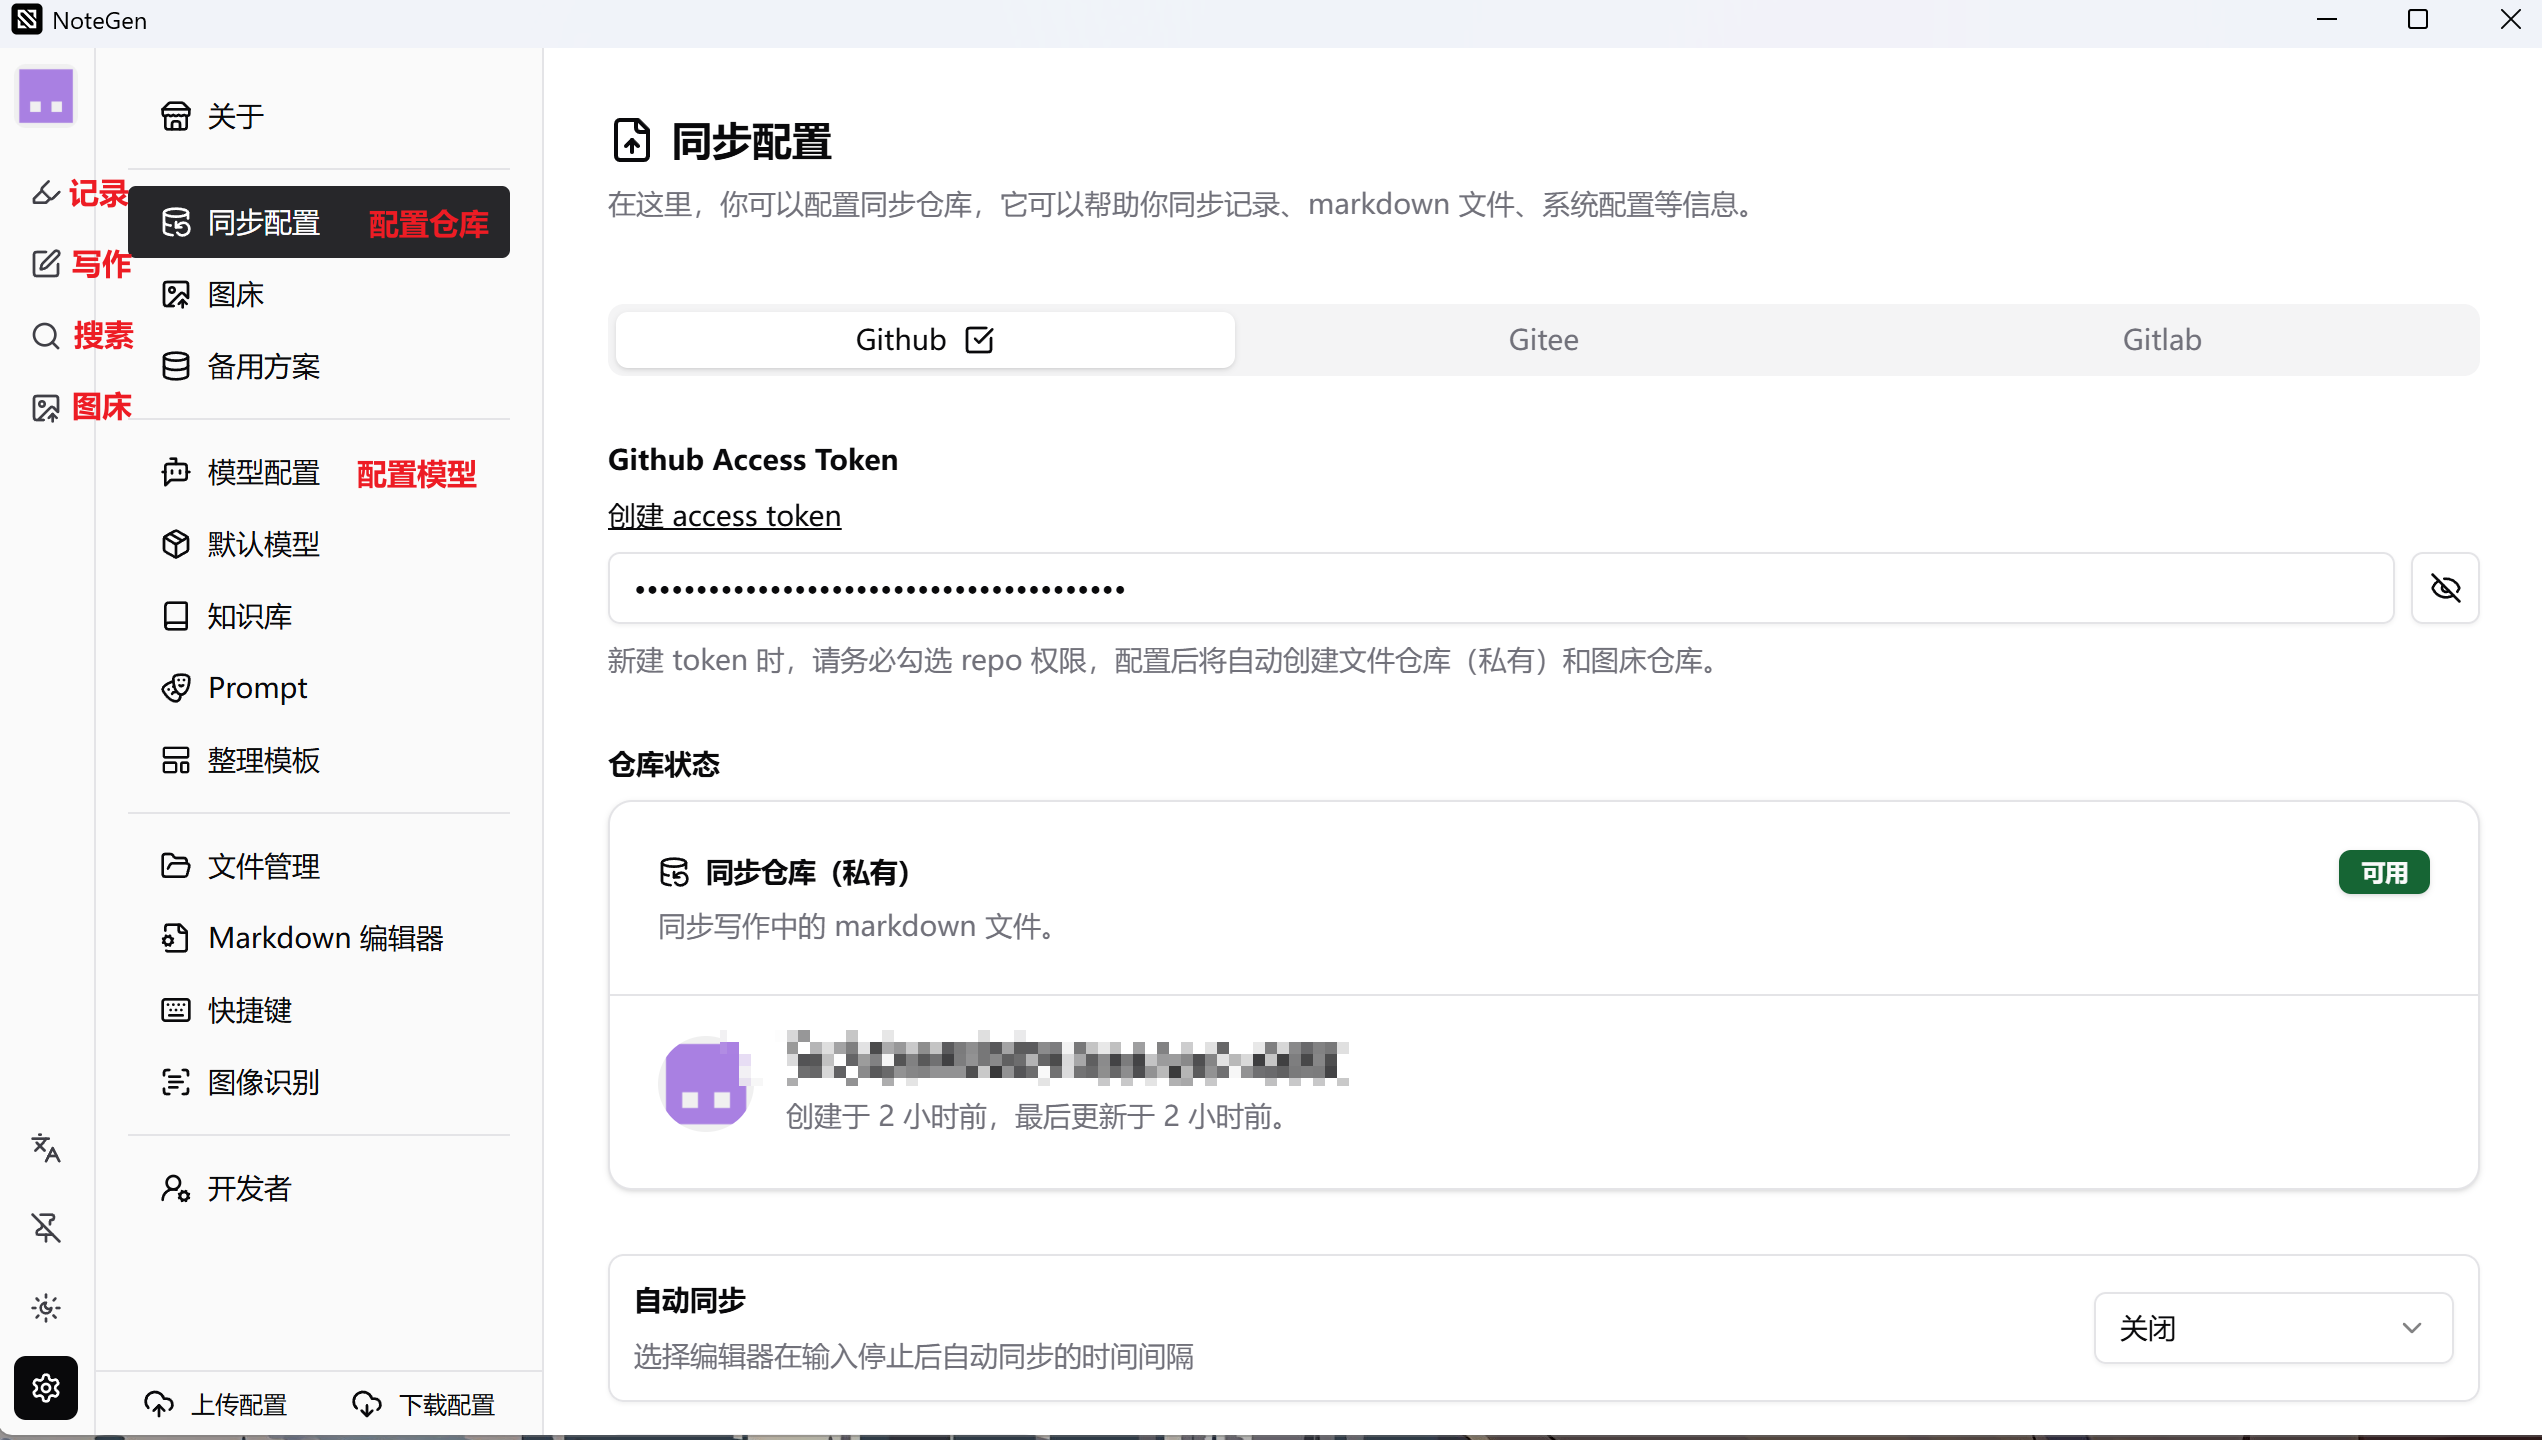 NoteGen
记录
写作
搜素
图床
关于
同步配置 配置仓库
图床
备用方案
模型配置 配置模型
默认模型
知识库
Prompt
整理模板
文件管理
Markdown 编辑器
快捷键
图像识别
开发者
上传配置 下载配置
同步配置
在这里，你可以配置同步仓库，它可以帮助你同步记录、markdown 文件、系统配置等信息。
Github Gitee Gitlab
Github Access Token
创建 access token
新建 token 时，请务必勾选 repo 权限，配置后将自动创建文件仓库（私有）和图床仓库。
仓库状态
同步仓库（私有） 可用
同步写作中的 markdown 文件。
创建于 2 小时前，最后更新于 2 小时前。
自动同步
选择编辑器在输入停止后自动同步的时间间隔
关闭